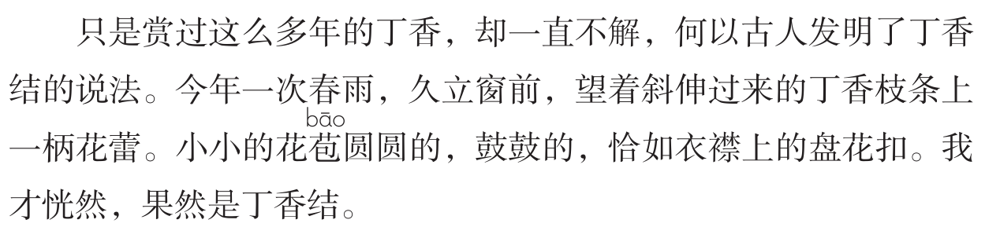 只是赏过这么多年的丁香，却一直不解，何以古人发明了丁香
结的说法。今年一次春雨，久立窗前，望着斜伸过来的丁香枝条上
bāo
一柄花蕾。小小的花苞圆圆的，鼓鼓的，恰如衣襟上的盘花扣。我
才恍然，果然是丁香结。